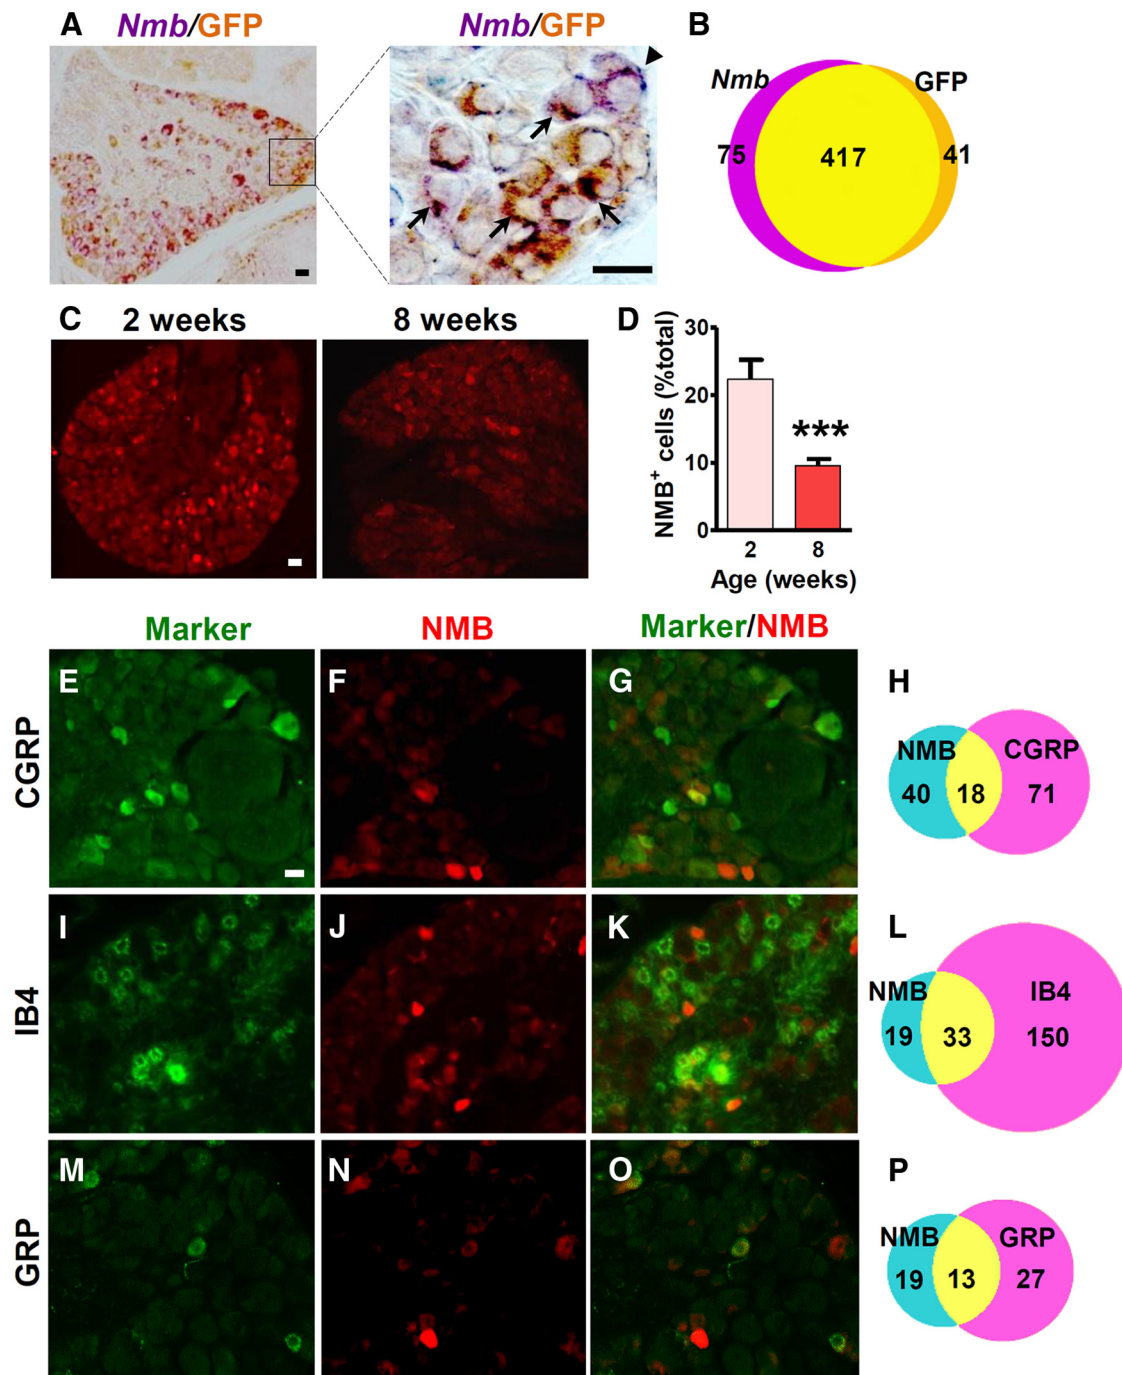 A Nmb/GFP Nmb/GFP B
Nmb GFP
75 417 41
C 2 weeks 8 weeks D
NMB+ cells (%total)
30
20
10
0
***
2 8
Age (weeks)
Marker NMB Marker/NMB
CGRP
E F G H
NMB CGRP
40 18 71
IB4
I J K L
NMB IB4
19 33 150
GRP
M N O P
NMB GRP
19 13 27